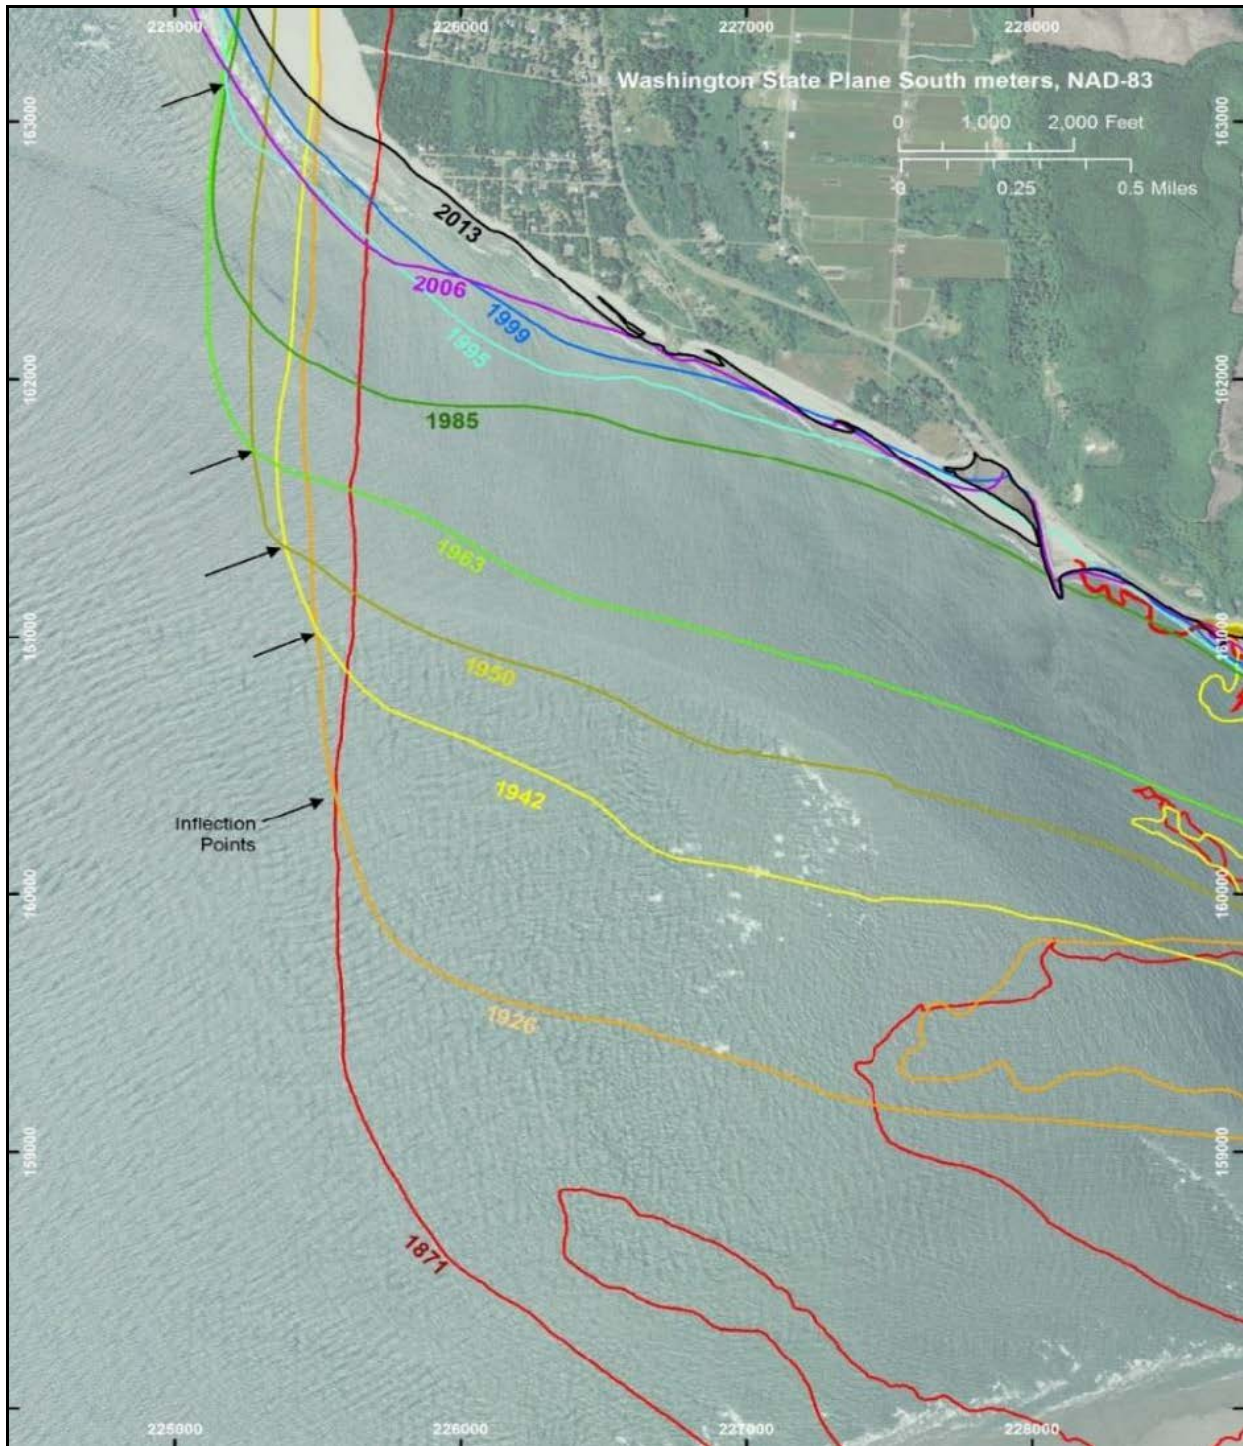 225000 226000 227000 228000
Washington State Plane South meters, NAD-83
0 1,000 2,000 Feet
0 0.25 0.5 Miles
163000 163000
2013
2006
1999
1995
162000 162000
1985
1963
161000 161000
1950
1942
Inflection
Points
160000 160000
1926
159000 159000
1871
225000 226000 227000 228000